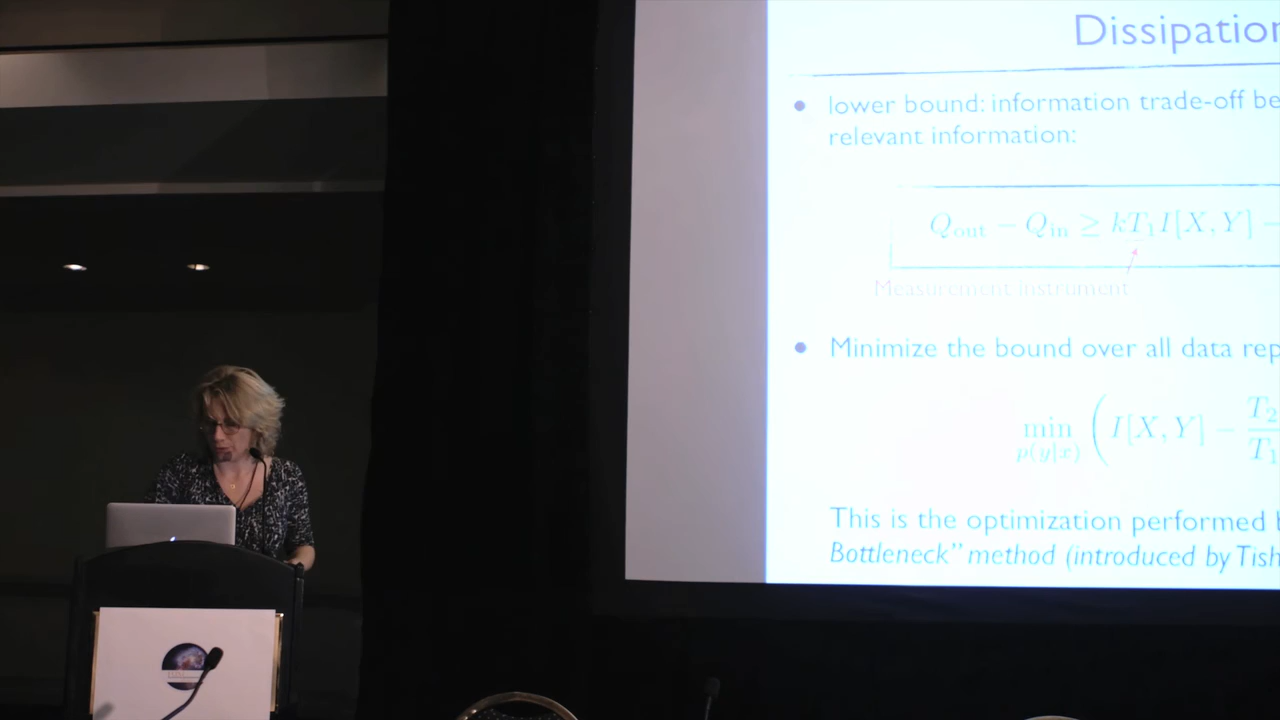 Dissipation
lower bound: information trade-off be
relevant information:
Q_out − Q_in ≥ kT_1 I[X, Y] −
Measurement Instrument
Minimize the bound over all data rep
min_{p(y|x)} ( I[X, Y] − T_2/T_1
This is the optimization performed b
Bottleneck” method (introduced by Tish